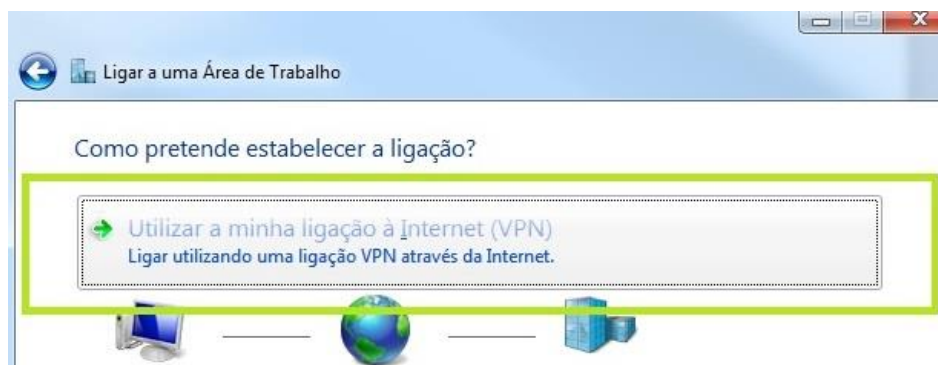 Ligar a uma Área de Trabalho
Como pretende estabelecer a ligação?
Utilizar a minha ligação à Internet (VPN)
Ligar utilizando uma ligação VPN através da Internet.